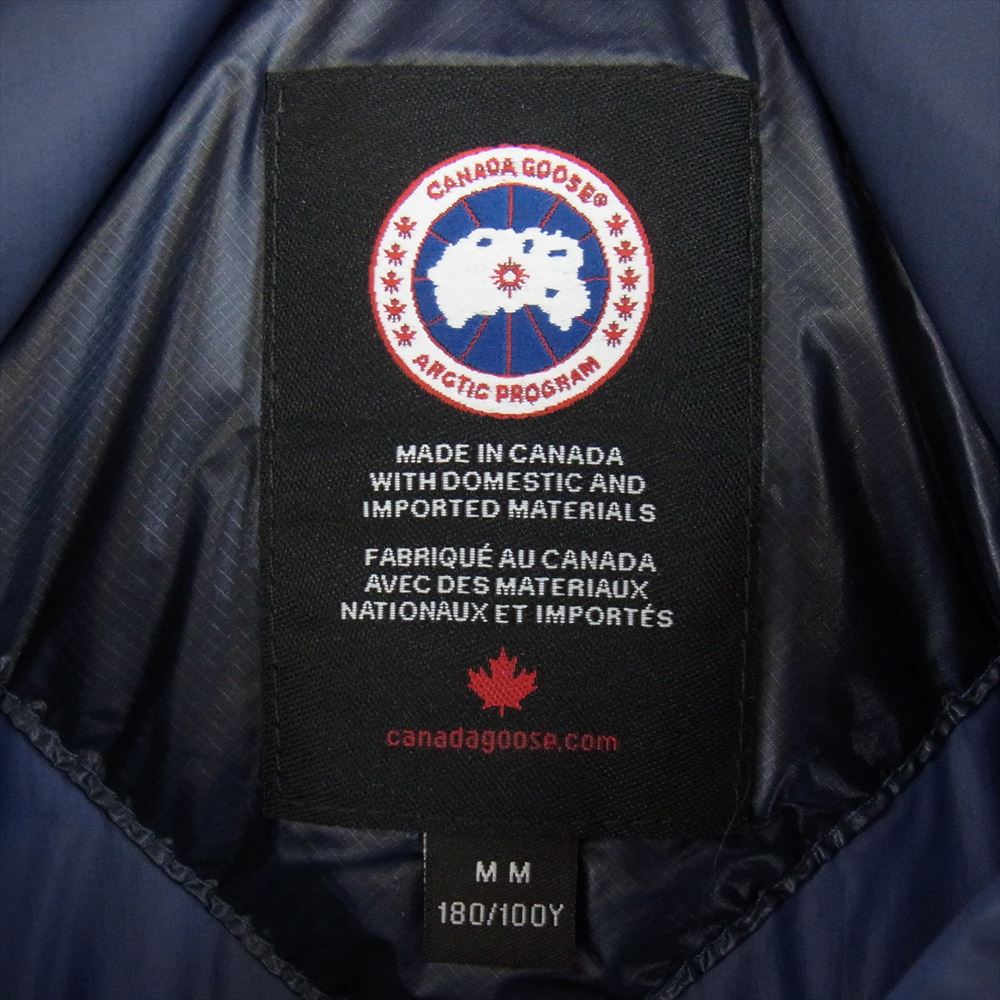 CANADA GOOSE®
ARCTIC PROGRAM
MADE IN CANADA
WITH DOMESTIC AND
IMPORTED MATERIALS
FABRIQUÉ AU CANADA
AVEC DES MATERIAUX
NATIONAUX ET IMPORTÉS
canadagoose.com
M M
180/100Y